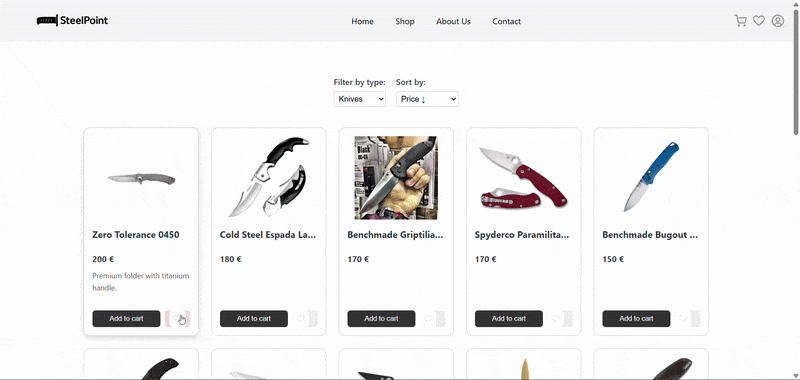 SteelPoint
Home Shop About Us Contact
Filter by type: Sort by:
Knives Price ↓
Black
Zero Tolerance 0450 Cold Steel Espada La... Benchmade Griptilia... Spyderco Paramilita... Benchmade Bugout ...
200 € 180 € 170 € 170 € 150 €
Premium folder with titanium
handle.
Add to cart Add to cart Add to cart Add to cart Add to cart